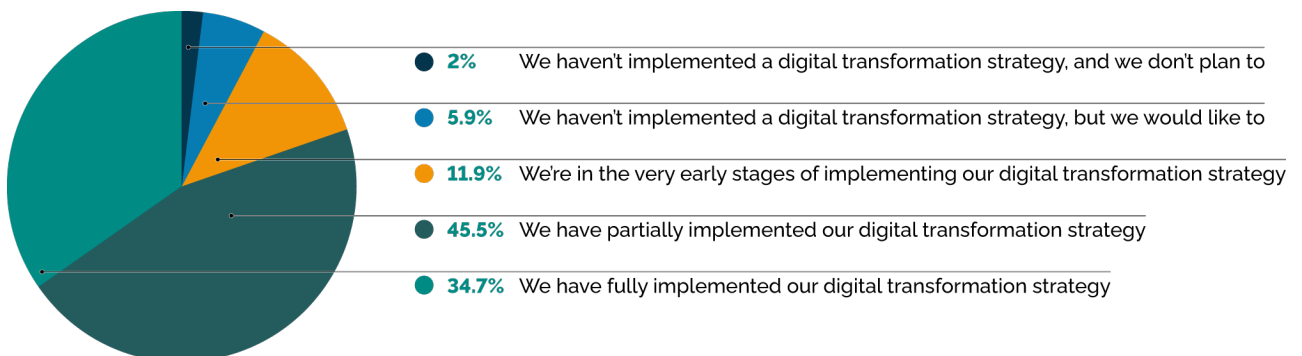 2% We haven’t implemented a digital transformation strategy, and we don’t plan to
5.9% We haven’t implemented a digital transformation strategy, but we would like to
11.9% We’re in the very early stages of implementing our digital transformation strategy
45.5% We have partially implemented our digital transformation strategy
34.7% We have fully implemented our digital transformation strategy